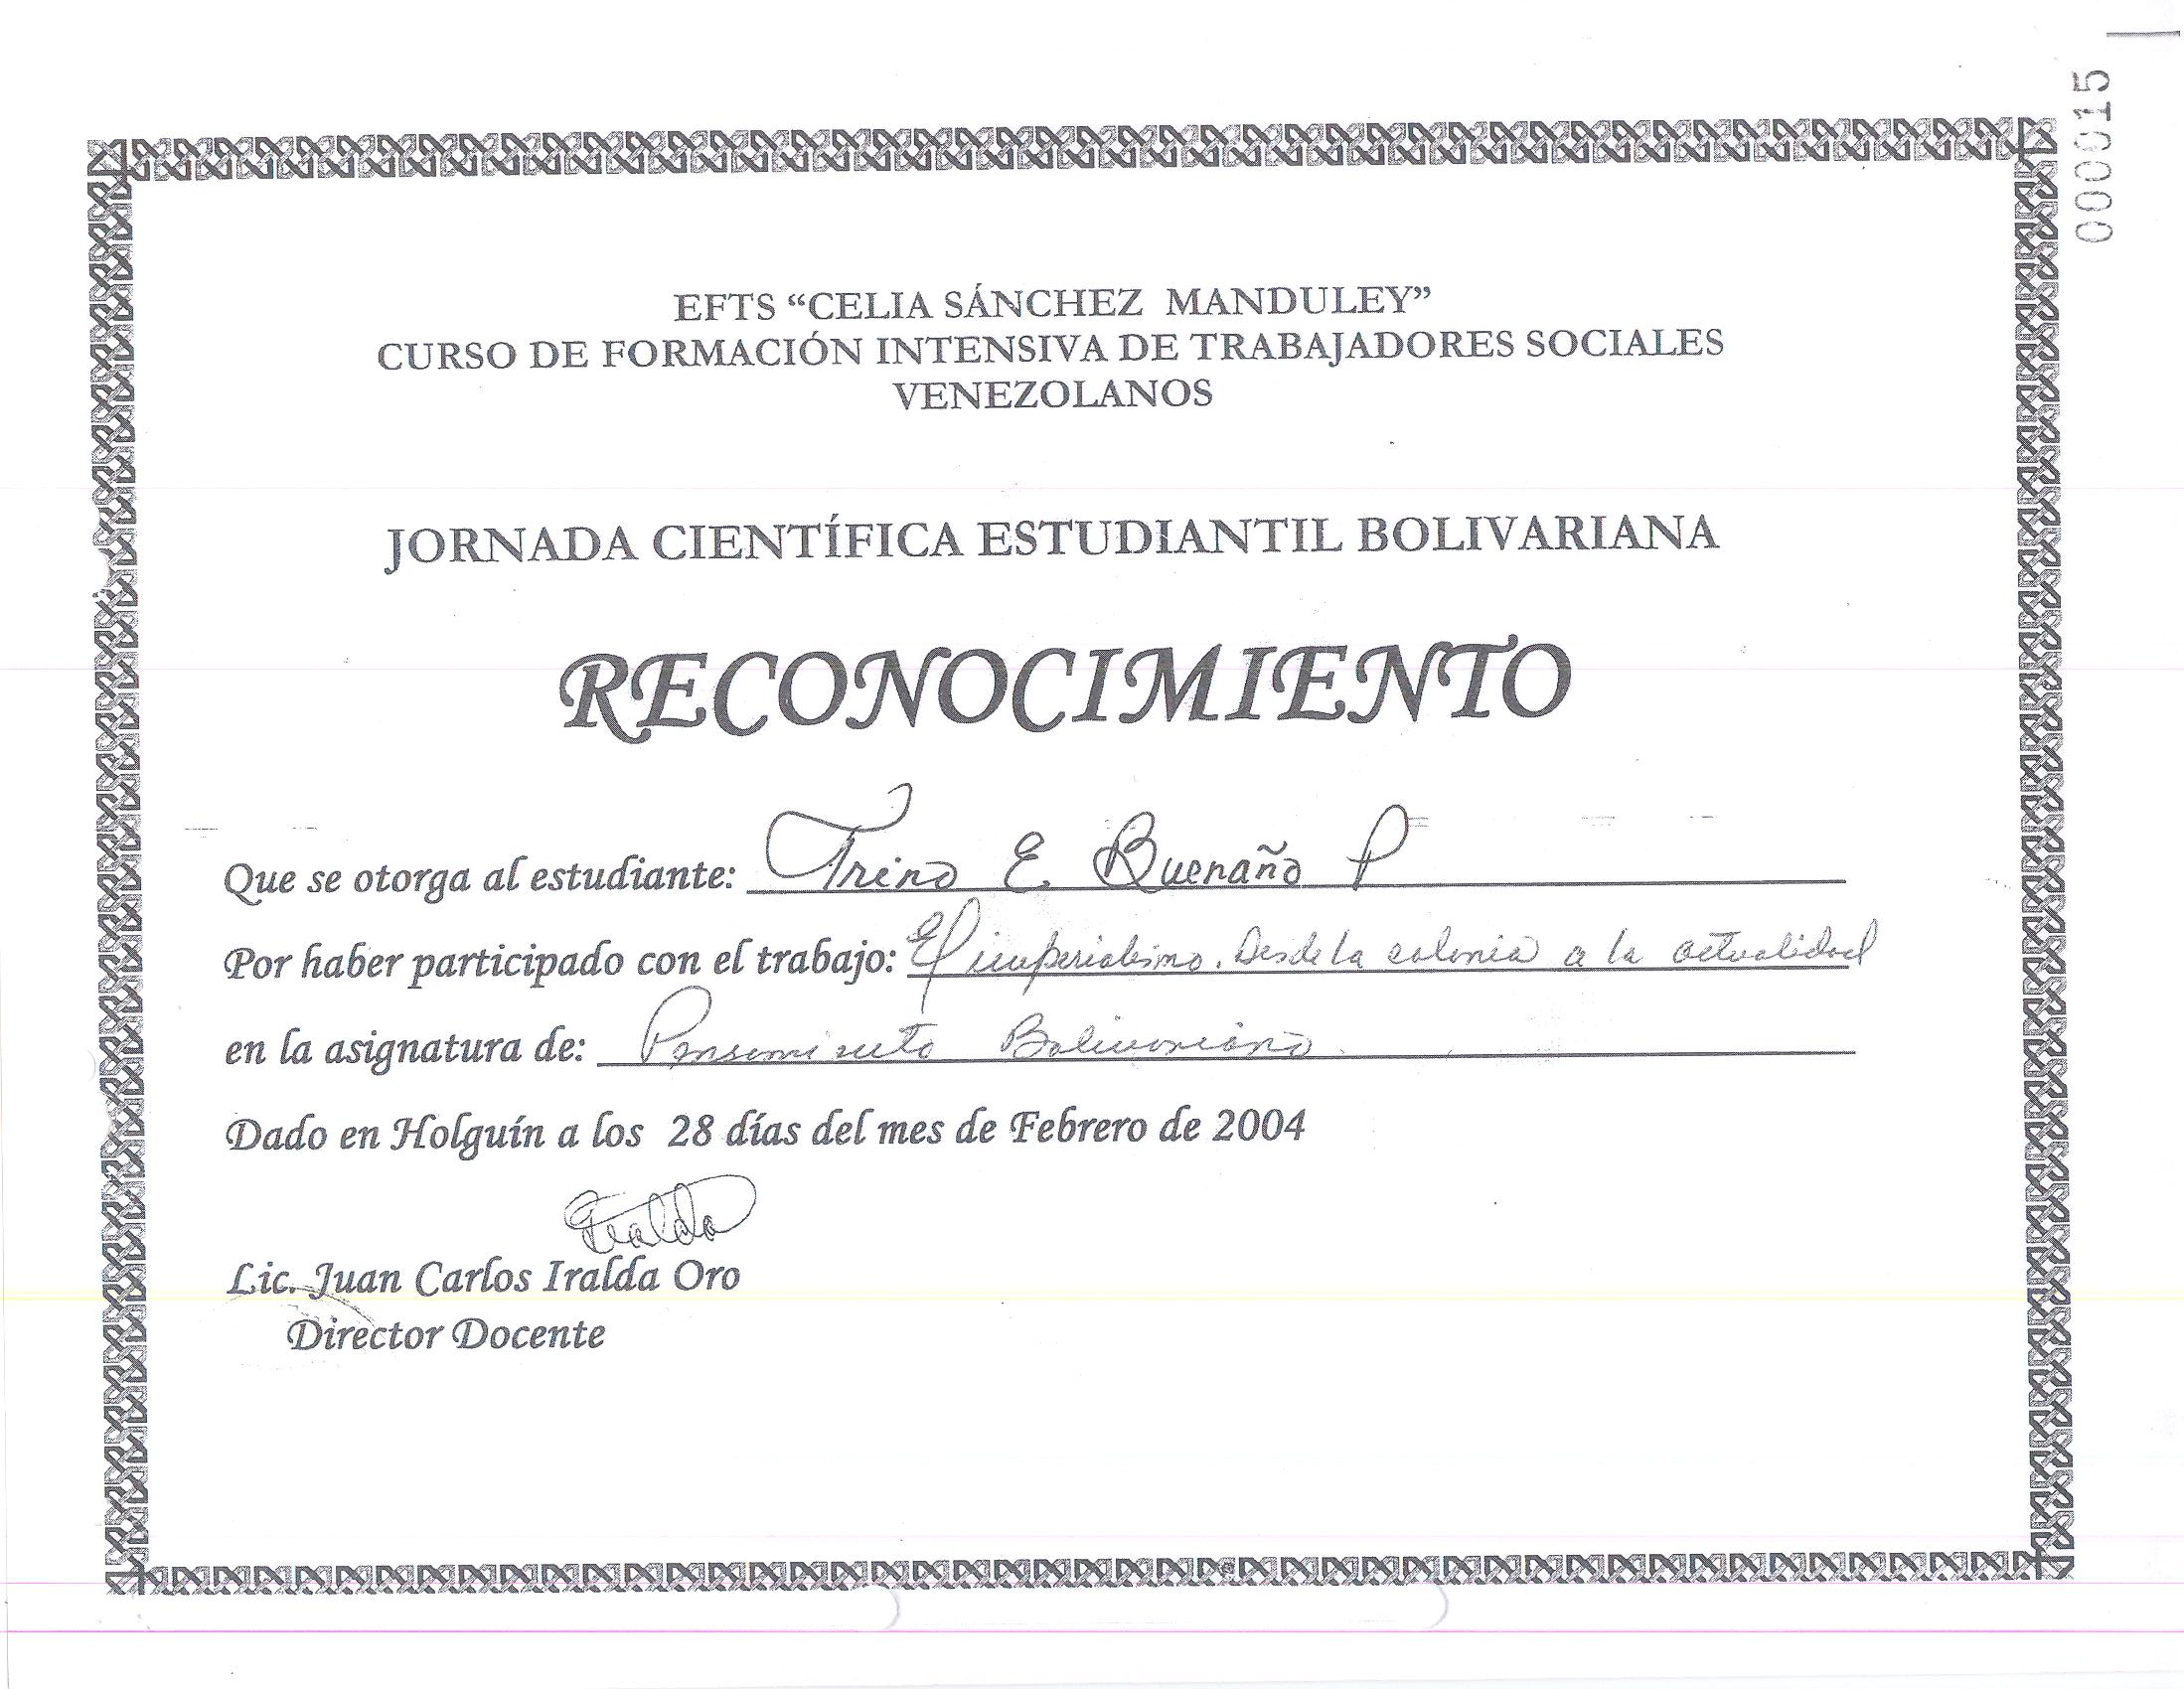 000015
EFTS “CELIA SÁNCHEZ MANDULEY”
CURSO DE FORMACIÓN INTENSIVA DE TRABAJADORES SOCIALES
VENEZOLANOS
JORNADA CIENTÍFICA ESTUDIANTIL BOLIVARIANA
RECONOCIMIENTO
Que se otorga al estudiante: Trino E. Buenaño P
Por haber participado con el trabajo: El imperialismo. Desde la colonia a la actualidad
en la asignatura de: Pensamiento Bolivariano.
Dado en Holguín a los 28 días del mes de Febrero de 2004
Iralda
Lic. Juan Carlos Iralda Oro
Director Docente